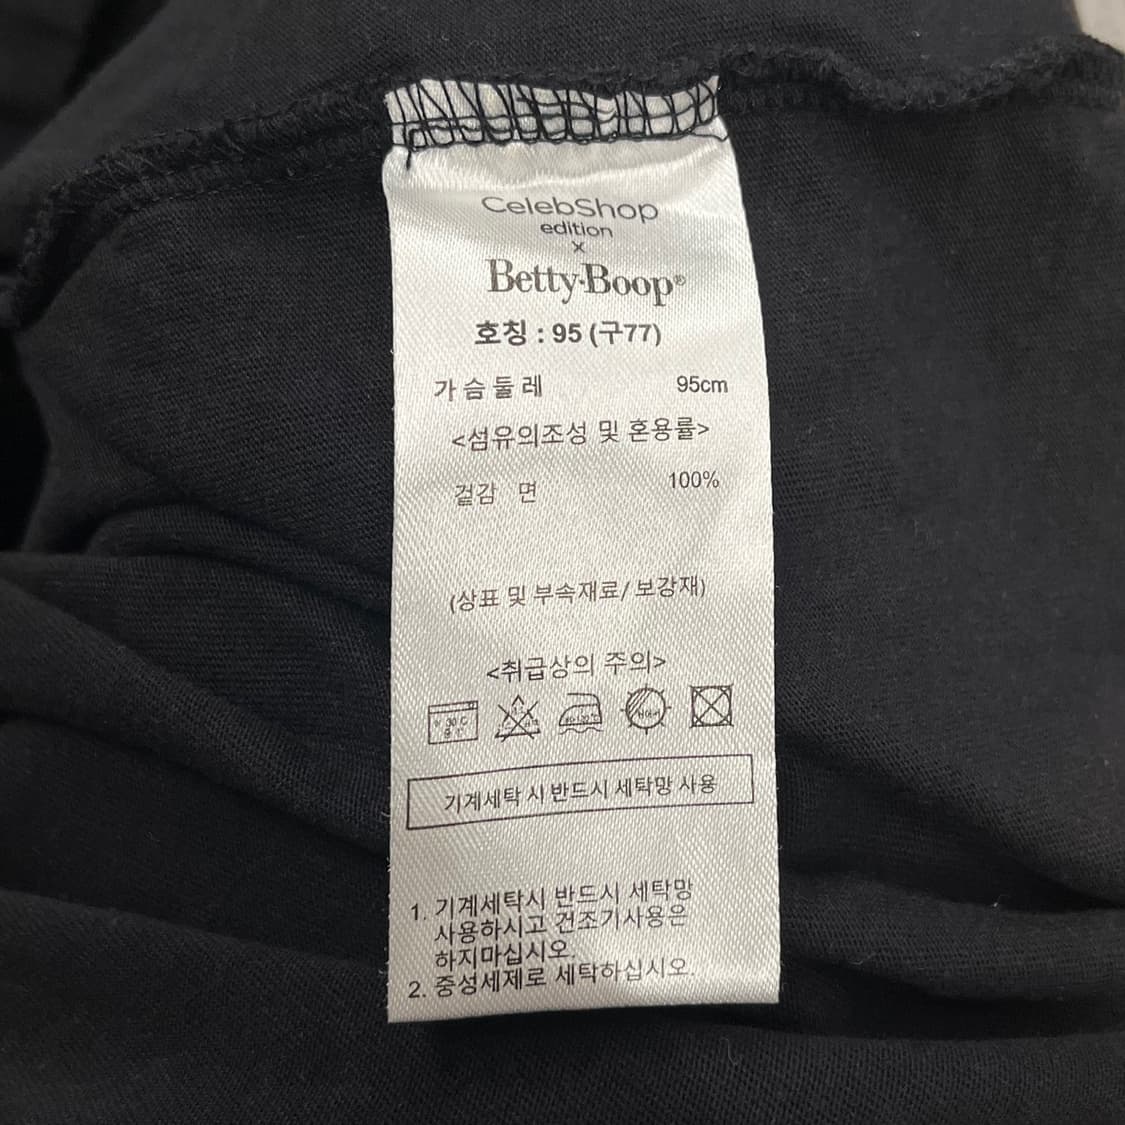 CelebShop
edition
x
Betty·Boop®
호칭 : 95 (구77)
가슴둘레 95cm
<섬유의조성 및 혼용률>
겉감 면 100%
(상표 및 부속재료/ 보강재)
<취급상의 주의>
기계세탁 시 반드시 세탁망 사용
1. 기계세탁시 반드시 세탁망
사용하시고 건조기사용은
하지마십시오.
2. 중성세제로 세탁하십시오.